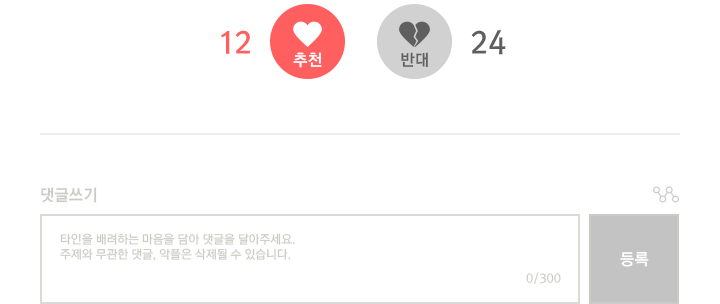 12 추천 반대 24
댓글쓰기
타인을 배려하는 마음을 담아 댓글을 달아주세요.
주제와 무관한 댓글, 악플은 삭제될 수 있습니다.
0/300
등록